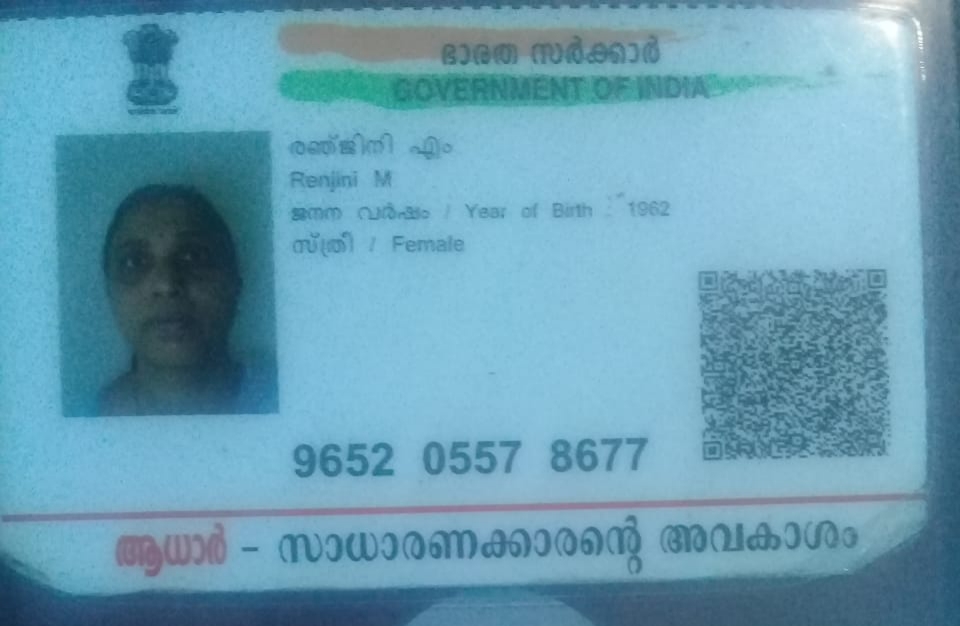 ഭാരത സർക്കാർ
GOVERNMENT OF INDIA
രഞ്ജിനി എം
Renjini M
ജനന വർഷം / Year of Birth : 1962
സ്ത്രീ / Female
9652 0557 8677
ആധാർ - സാധാരണക്കാരന്റെ അവകാശം